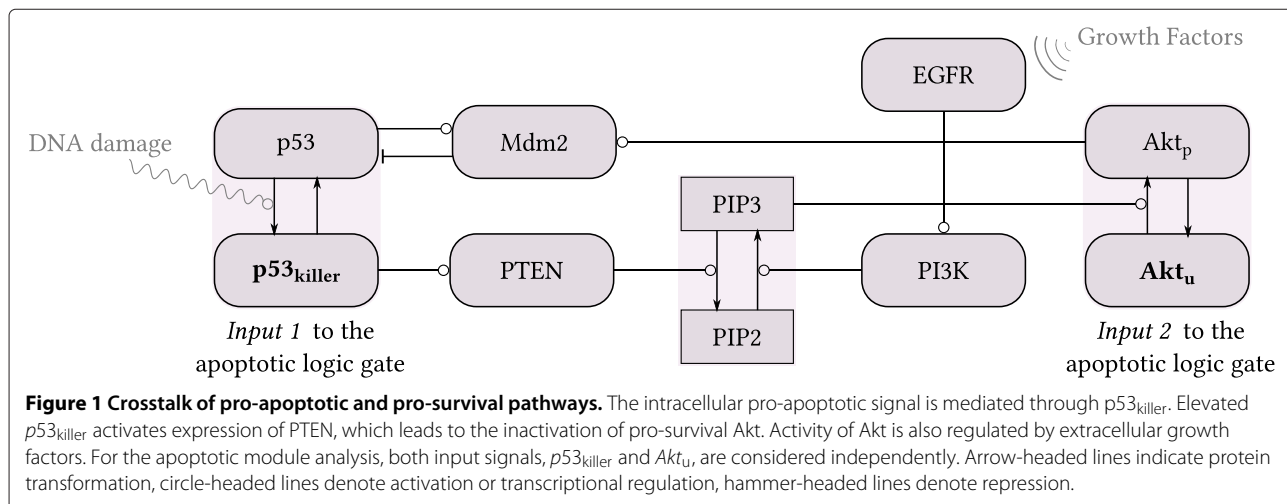 Growth Factors
EGFR
DNA damage
p53
Mdm2
Aktp
PIP3
p53killer
PTEN
PI3K
Aktu
PIP2
Input 1 to the
apoptotic logic gate
Input 2 to the
apoptotic logic gate
Figure 1 Crosstalk of pro-apoptotic and pro-survival pathways. The intracellular pro-apoptotic signal is mediated through p53killer. Elevated
p53killer activates expression of PTEN, which leads to the inactivation of pro-survival Akt. Activity of Akt is also regulated by extracellular growth
factors. For the apoptotic module analysis, both input signals, p53killer and Aktu, are considered independently. Arrow-headed lines indicate protein
transformation, circle-headed lines denote activation or transcriptional regulation, hammer-headed lines denote repression.